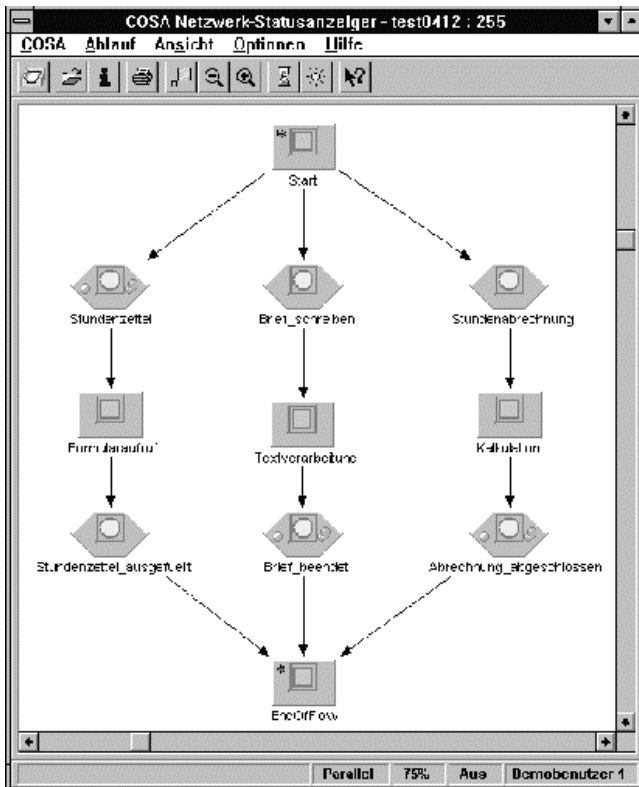 COSA Netzwerk-Statusanzeiger - test0412 : 255
COSA Ablauf Ansicht Optionen Hilfe
Start
Stundenzettel Brief_schreiben Stundenabrechnung
Formularaufruf Textverarbeitung Kalkulation
Stundenzettel_ausgefuellt Brief_beendet Abrechnung_abgeschlossen
EndOfFlow
Parallel 75% Aus Demobenutzer 1